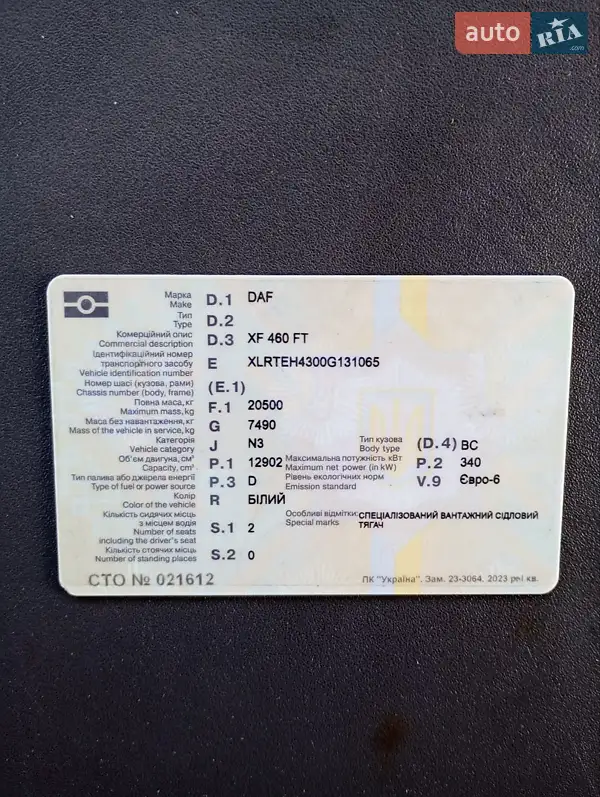 auto RIA .com
Марка
Make D.1 DAF
Тип
Type D.2
Комерційний опис
Commercial description D.3 XF 460 FT
Ідентифікаційний номер
транспортного засобу
Vehicle identification number E XLRTEH4300G131065
Номер шасі (кузова, рами)
Chassis number (body, frame) (E.1)
Повна маса, кг
Maximum mass, kg F.1 20500
Маса без навантаження, кг
Mass of the vehicle in service, kg G 7490
Категорія
Vehicle category J N3
Тип кузова
Body type (D.4) ВС
Об'єм двигуна, см³
Capacity, cm³ P.1 12902
Максимальна потужність кВт
Maximum net power (in kW) P.2 340
Тип палива або джерела енергії
Type of fuel or power source P.3 D
Рівень екологічних норм
Emission standard V.9 Євро-6
Колір
Color of the vehicle R БІЛИЙ
Кількість сидячих місць
з місцем водія
Number of seats
including the driver's seat S.1 2
Особливі відмітки:
Special marks СПЕЦІАЛІЗОВАНИЙ ВАНТАЖНИЙ СІДЛОВИЙ
ТЯГАЧ
Кількість стоячих місць
Number of standing places S.2 0
СТО № 021612
ПК "Україна". Зам. 23-3064. 2023 рк. І кв.